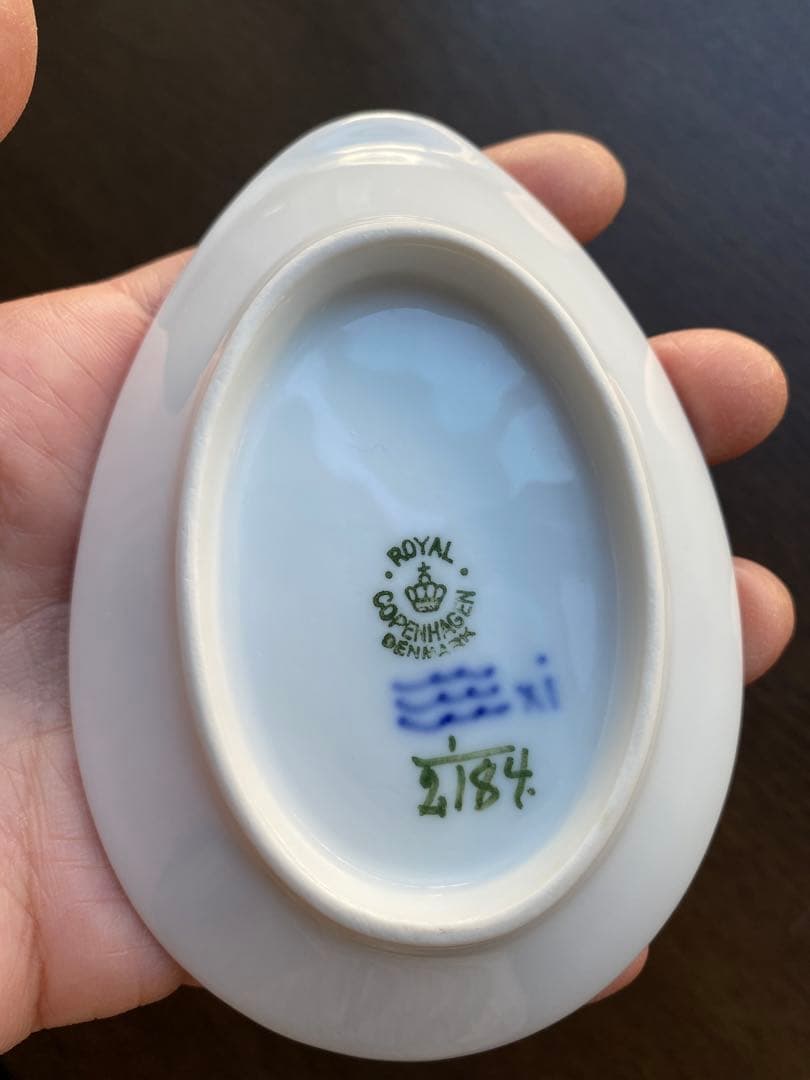 ROYAL
COPENHAGEN
DENMARK
xi
1
2184.